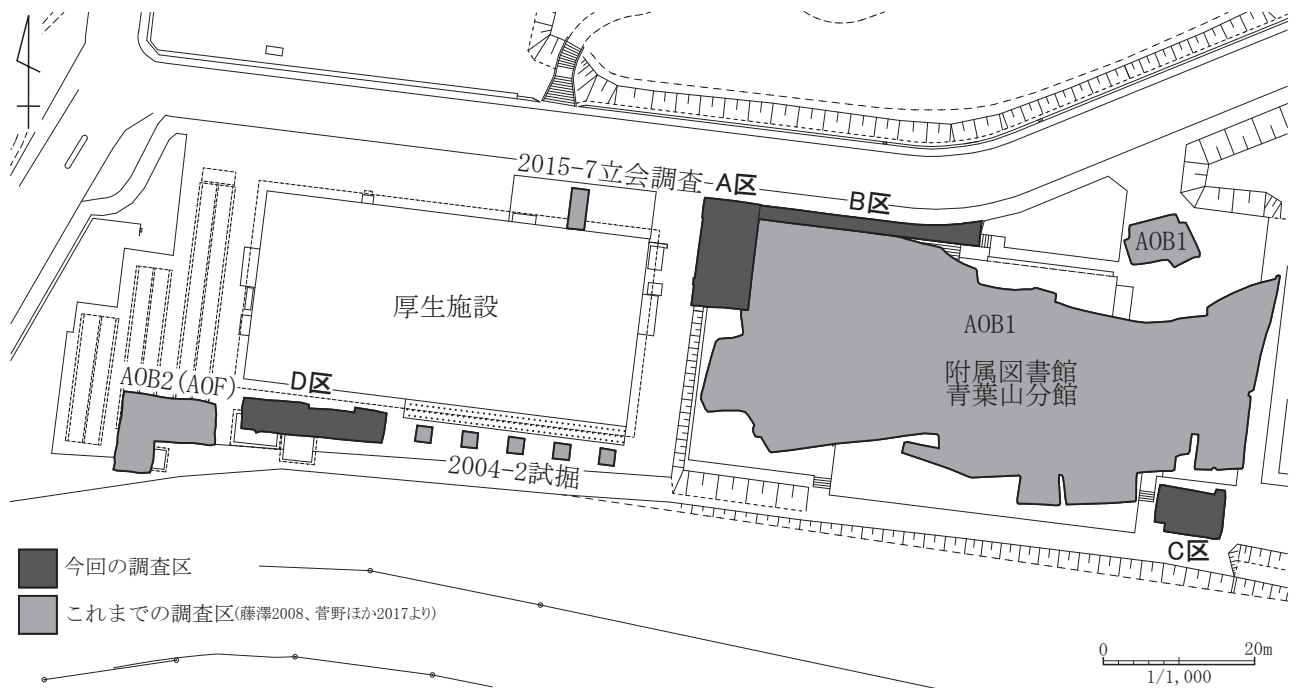 2015-7立会調査
A区
B区
AOB1
厚生施設
AOB1
附属図書館
青葉山分館
AOB2(AOF)
D区
2004-2試掘
C区
今回の調査区
これまでの調査区(藤澤2008、菅野ほか2017より)
0 20m
1/1,000